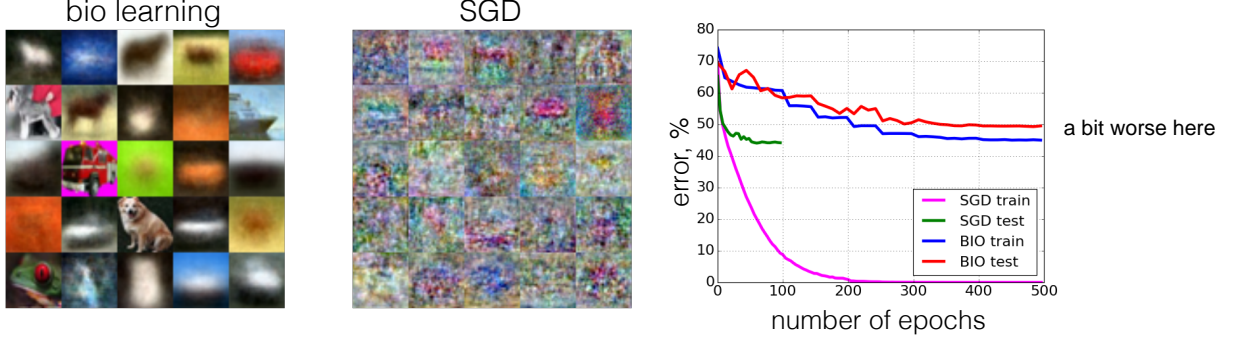 bio learning
SGD
error, %
80
70
60
50
40
30
20
10
0
0 100 200 300 400 500
number of epochs
SGD train
SGD test
BIO train
BIO test
a bit worse here